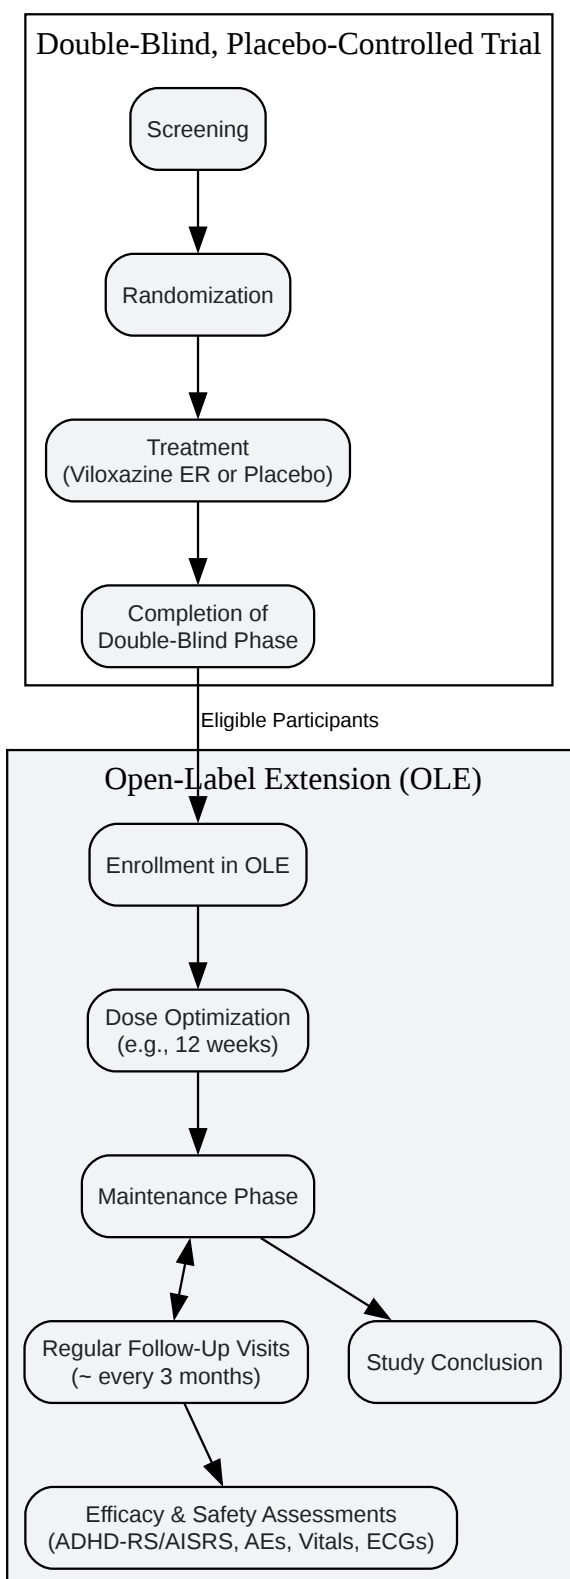 Double-Blind, Placebo-Controlled Trial
Screening
Randomization
Treatment
(Viloxazine ER or Placebo)
Completion of
Double-Blind Phase
Eligible Participants
Open-Label Extension (OLE)
Enrollment in OLE
Dose Optimization
(e.g., 12 weeks)
Maintenance Phase
Regular Follow-Up Visits
(~ every 3 months)
Study Conclusion
Efficacy & Safety Assessments
(ADHD-RS/AISRS, AEs, Vitals, ECGs)